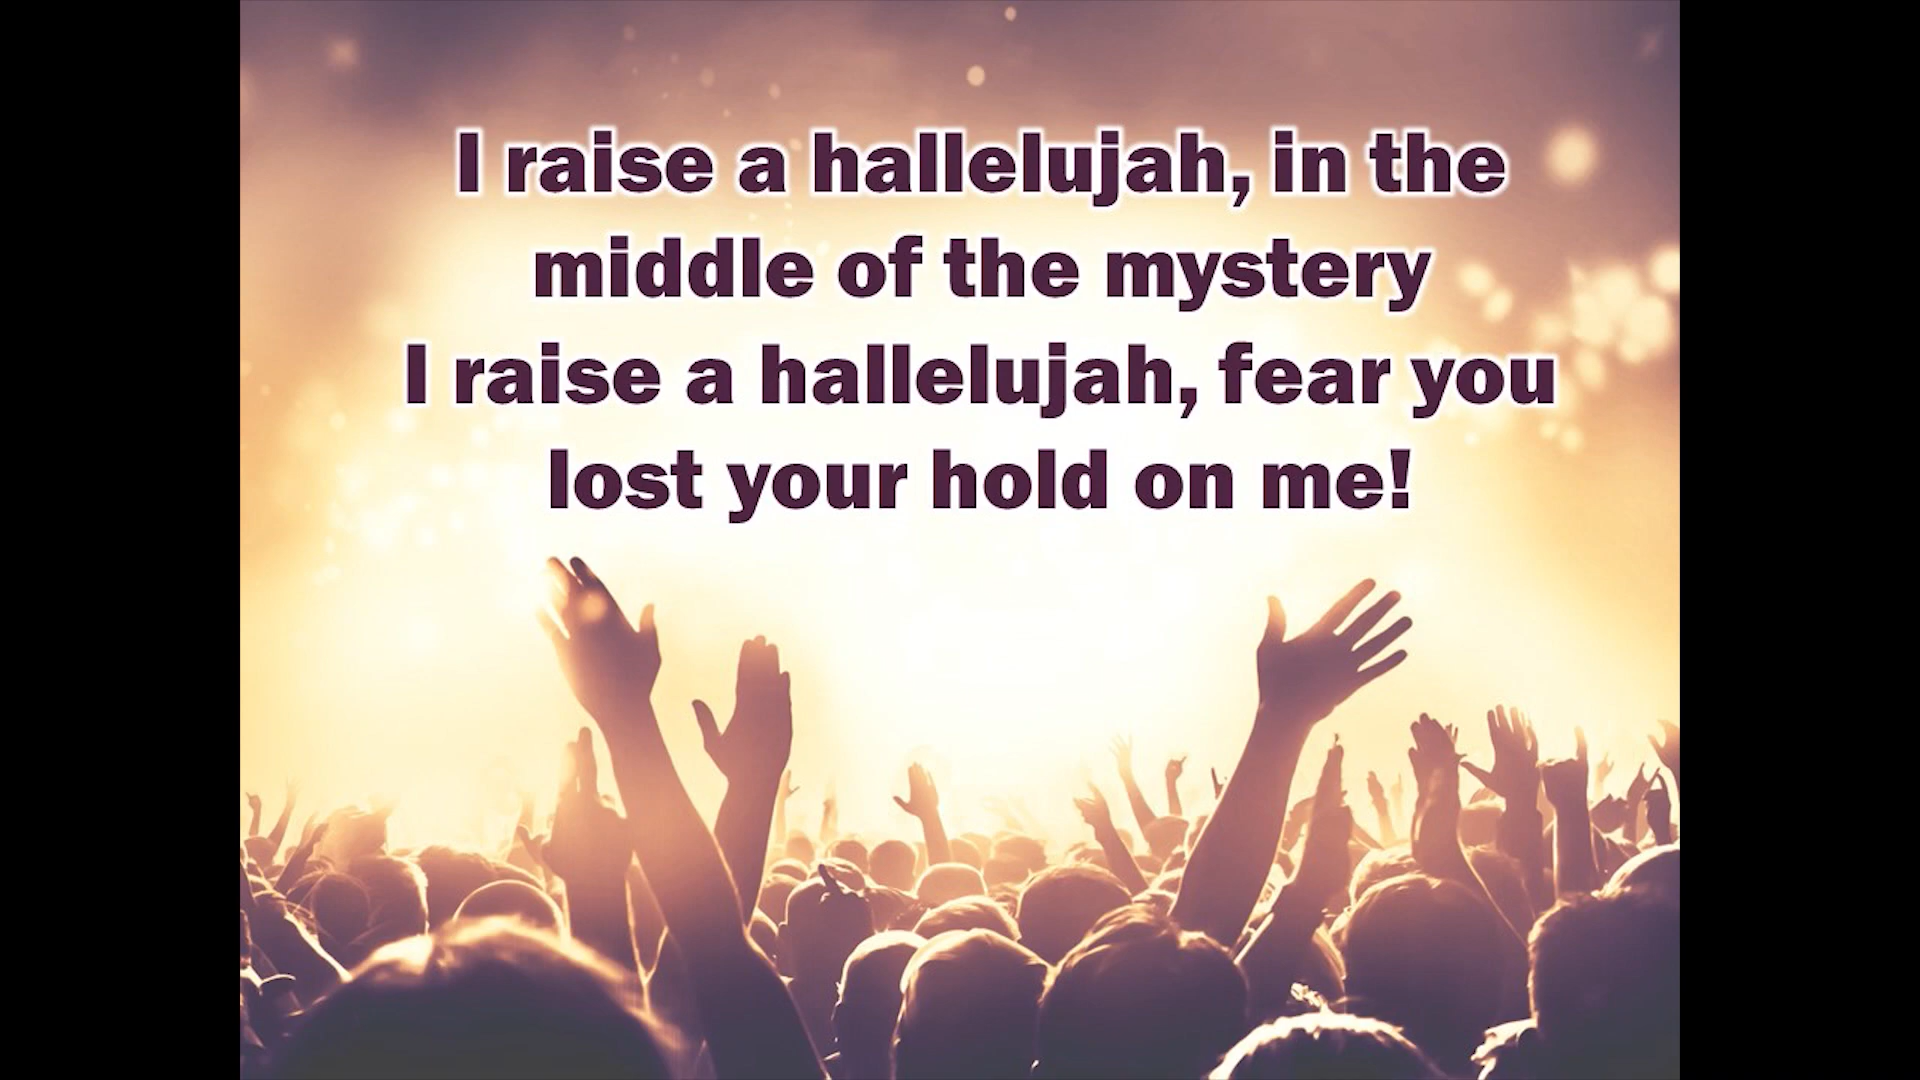 I raise a hallelujah, in the
middle of the mystery
I raise a hallelujah, fear you
lost your hold on me!